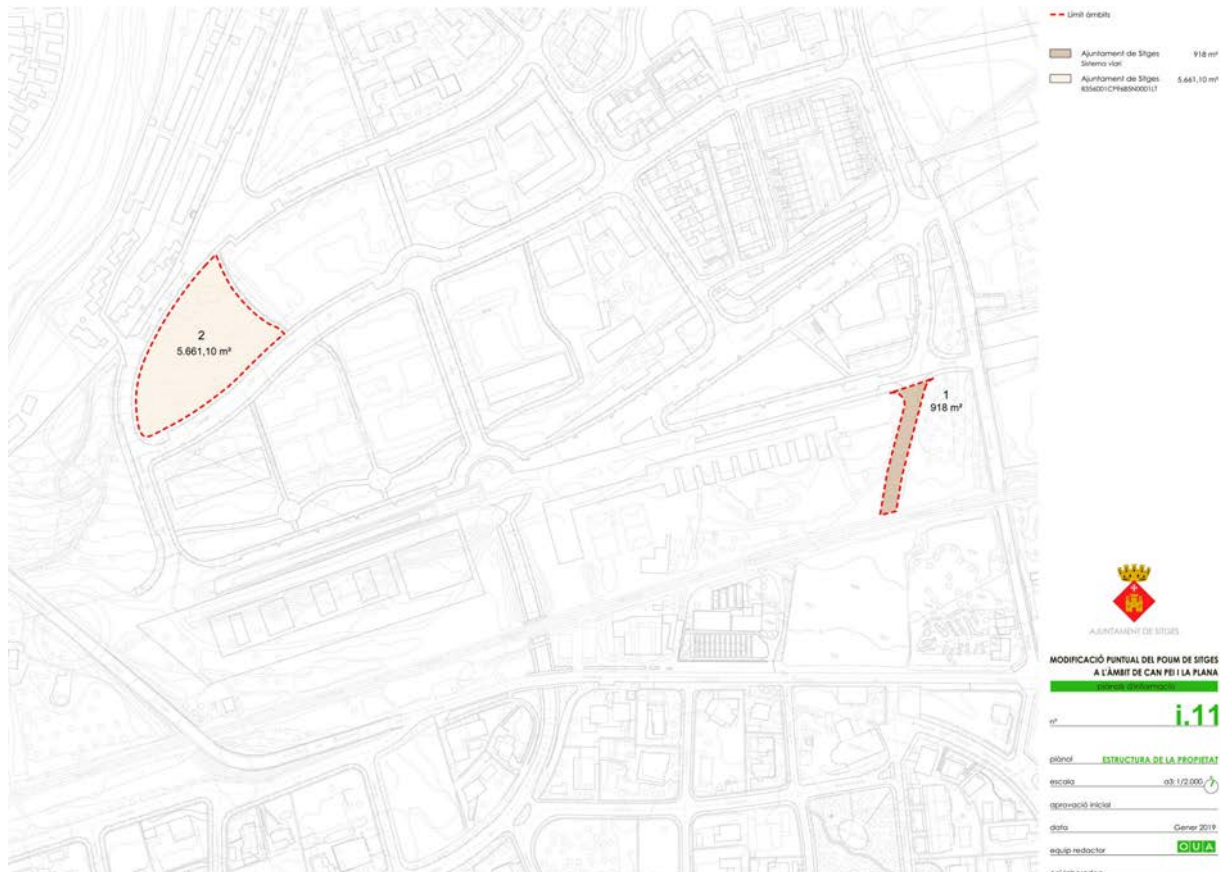 Límit àmbits
Ajuntament de Sitges 918 m²
Sistema viari
Ajuntament de Sitges 5.661,10 m²
2
5.661,10 m²
1
918 m²
AJUNTAMENT DE SITGES
MODIFICACIÓ PUNTUAL DEL POUM DE SITGES
A L'ÀMBIT DE CAN PEI I LA PLANA
plànols d'informació
nº i.11
plànol ESTRUCTURA DE LA PROPIETAT
escala a3: 1/2.000
aprovació inicial
data Gener 2019
equip redactor OUA